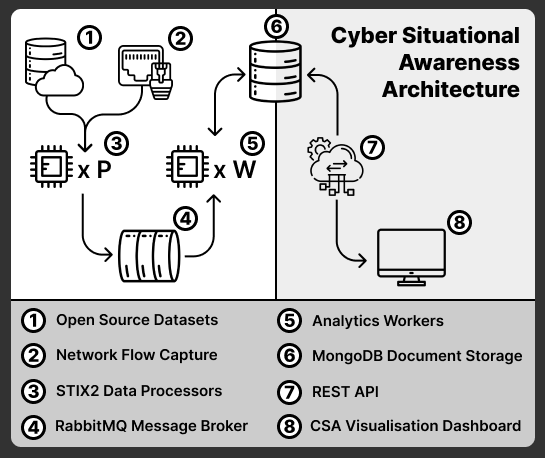 Cyber Situational
Awareness
Architecture
1
2
6
3
x P
5
x W
7
4
8
1 Open Source Datasets
2 Network Flow Capture
3 STIX2 Data Processors
4 RabbitMQ Message Broker
5 Analytics Workers
6 MongoDB Document Storage
7 REST API
8 CSA Visualisation Dashboard